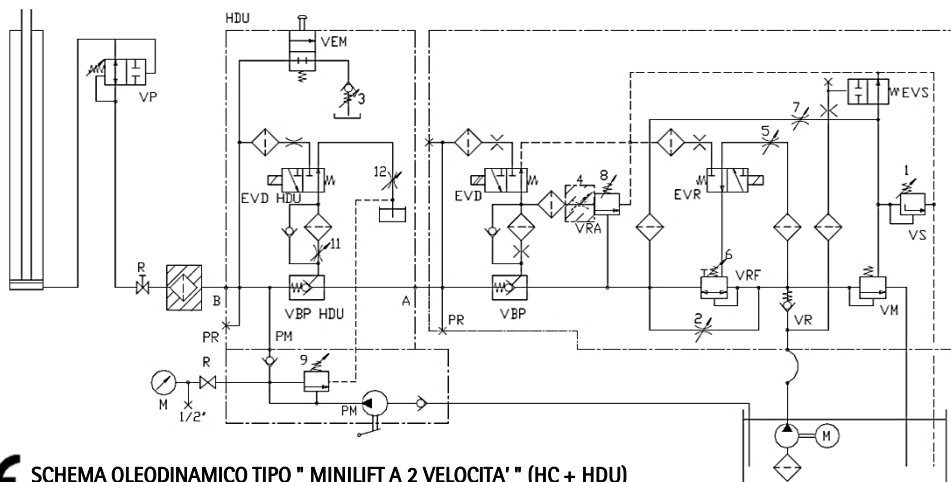 HDU
VEM
3
VP
EVD HDU
12
11
VBP HDU
R
B
A
PR
PM
R
M
1/2"
9
PM
EVD
4
8
VRA
VBP
PR
5
EVR
7
EVS
1
VS
6
VRF
2
VR
VM
M
SCHEMA OLEODINAMICO TIPO " MINILIFT A 2 VELOCITA' " (HC + HDU)